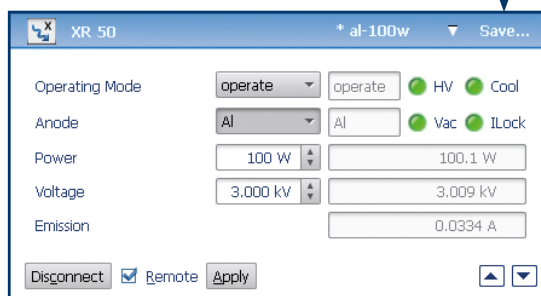 X XR 50 * al-100w Save...
Operating Mode operate operate HV Cool
Anode Al Al Vac ILock
Power 100 W 100.1 W
Voltage 3.000 kV 3.009 kV
Emission 0.0334 A
Disconnect Remote Apply